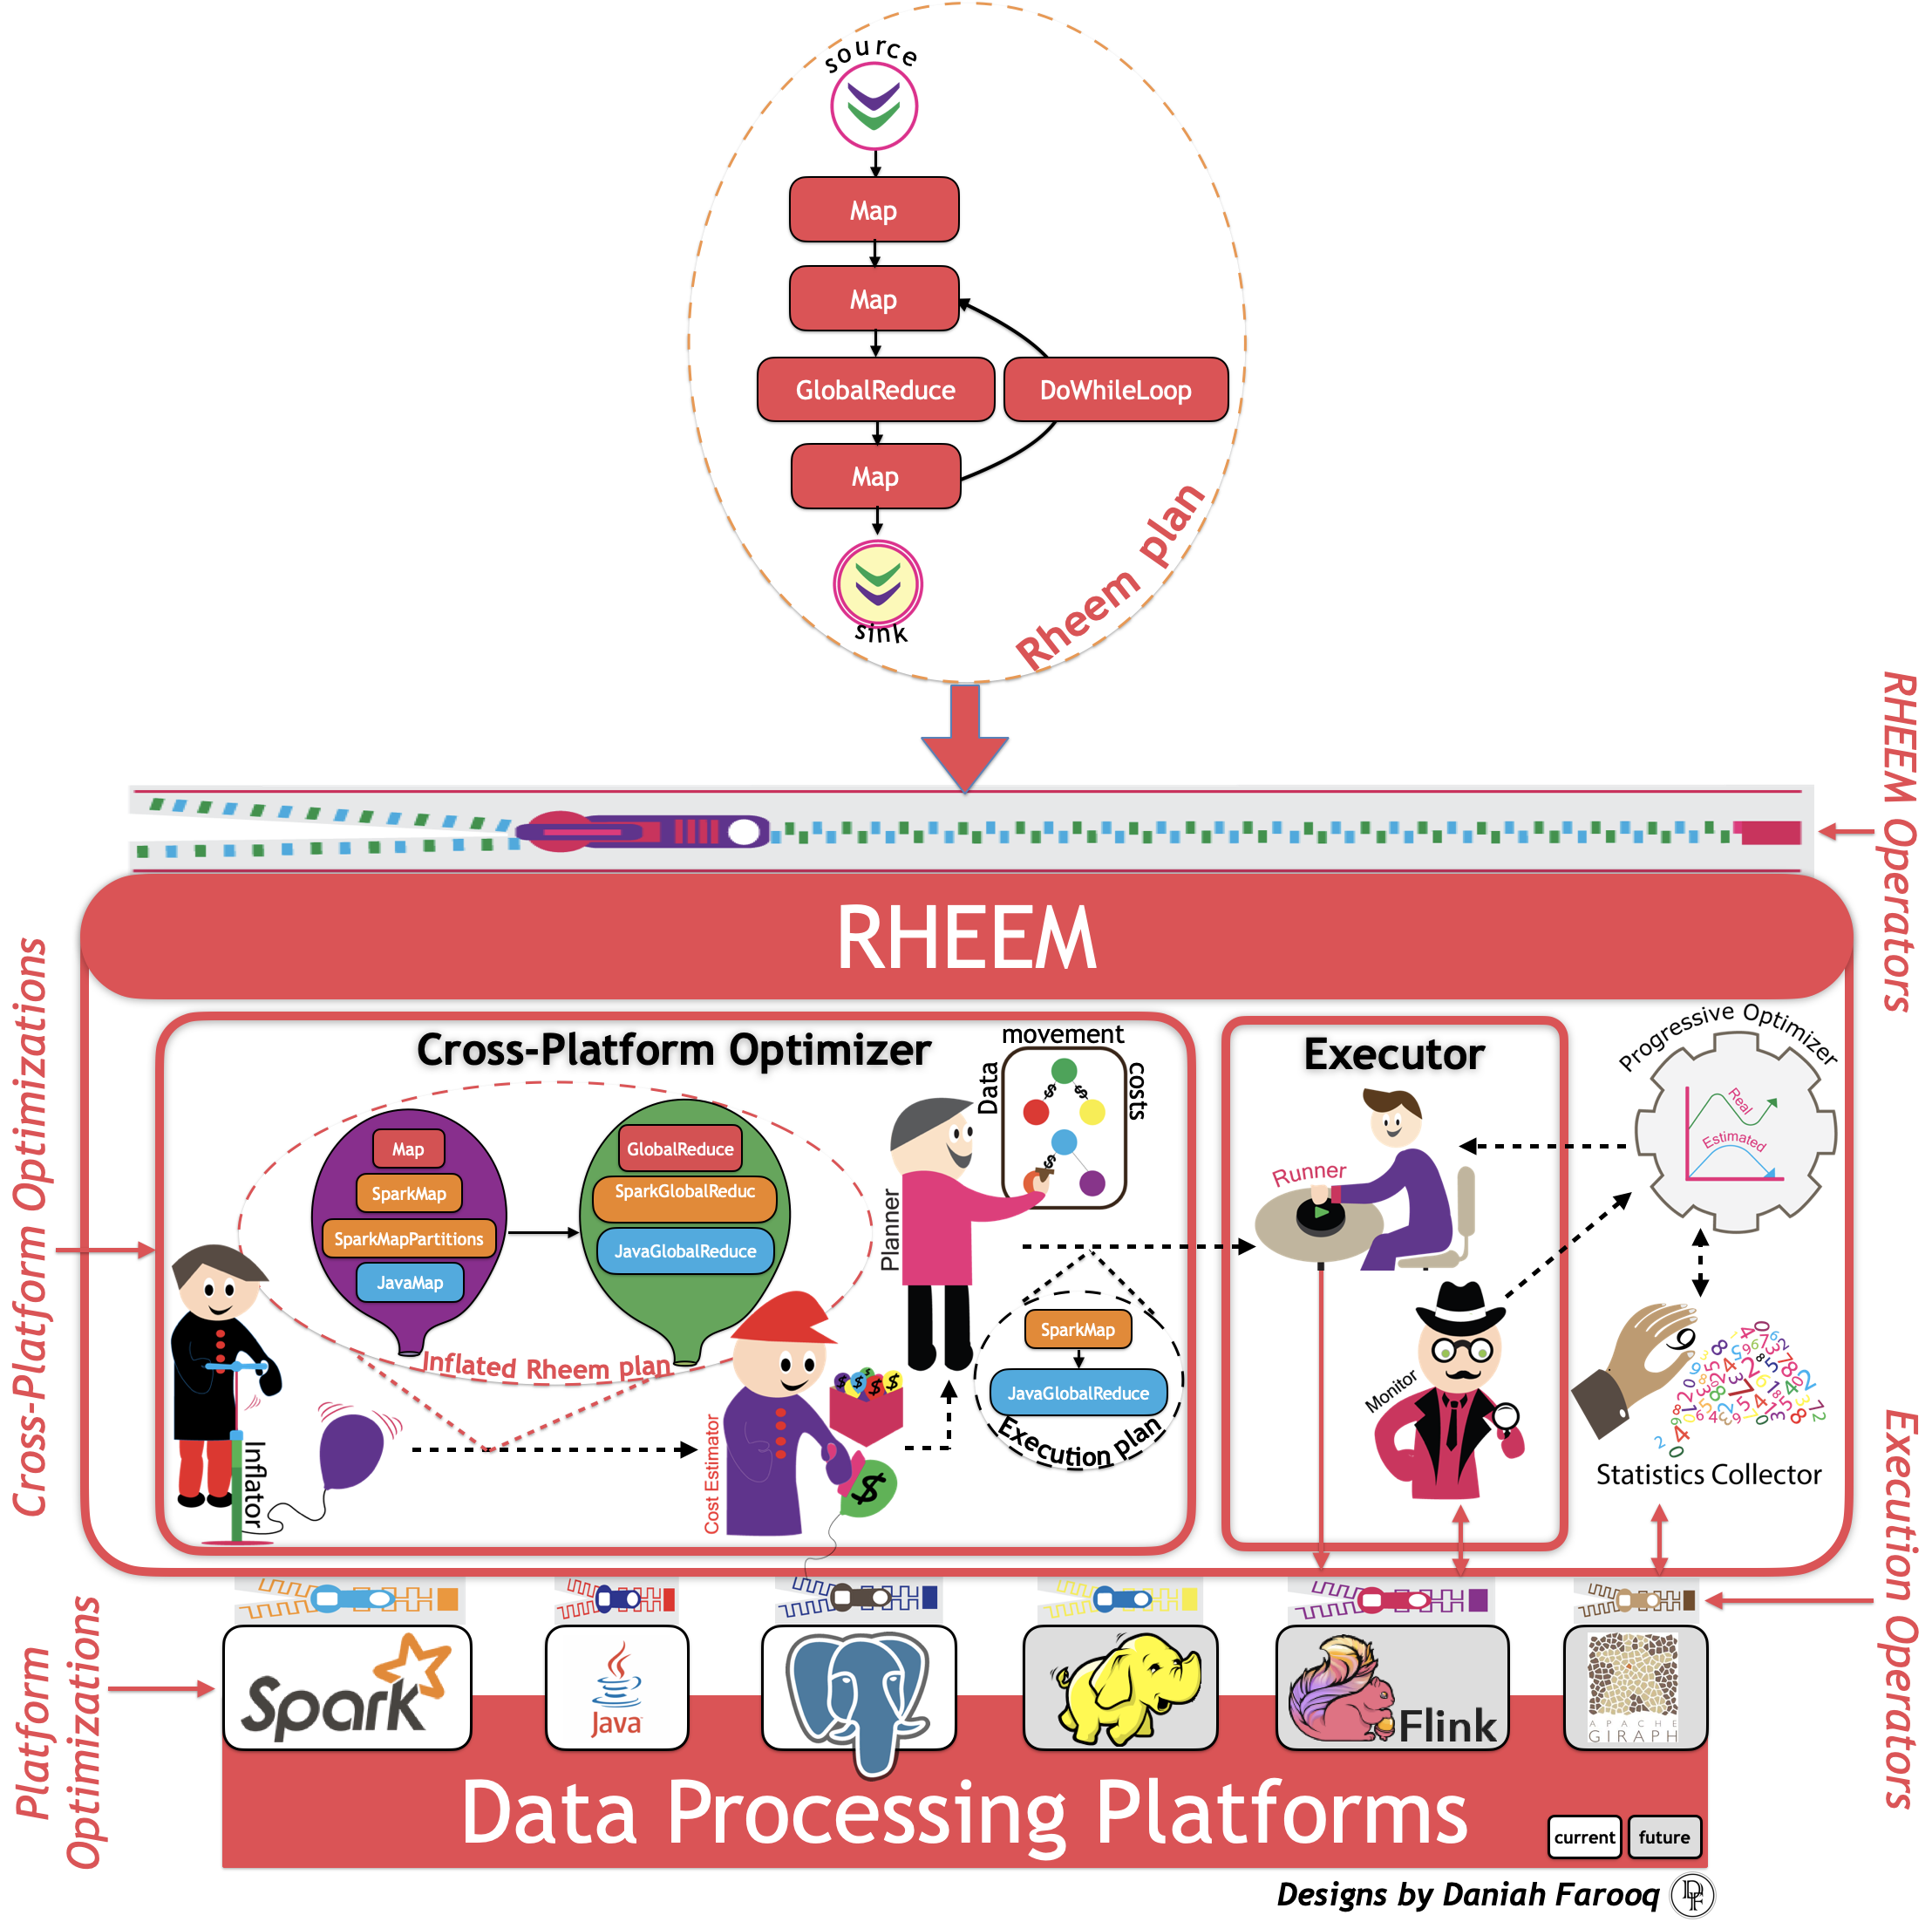 source
Map
Map
GlobalReduce
DoWhileLoop
Map
sink
Rheem plan
RHEEM Operators
RHEEM
Cross-Platform Optimizations
Cross-Platform Optimizer
Data movement costs
Map
SparkMap
SparkMapPartitions
JavaMap
GlobalReduce
SparkGlobalReduc
JavaGlobalReduce
Inflated Rheem plan
Inflator
Cost Estimator
Planner
SparkMap
JavaGlobalReduce
Execution plan
Executor
Runner
Monitor
Progressive Optimizer
Real
Estimated
Statistics Collector
Execution Operators
Platform
Optimizations
Spark
Java
Flink
APACHE
GIRAPH
Data Processing Platforms
current
future
Designs by Daniah Farooq
DF